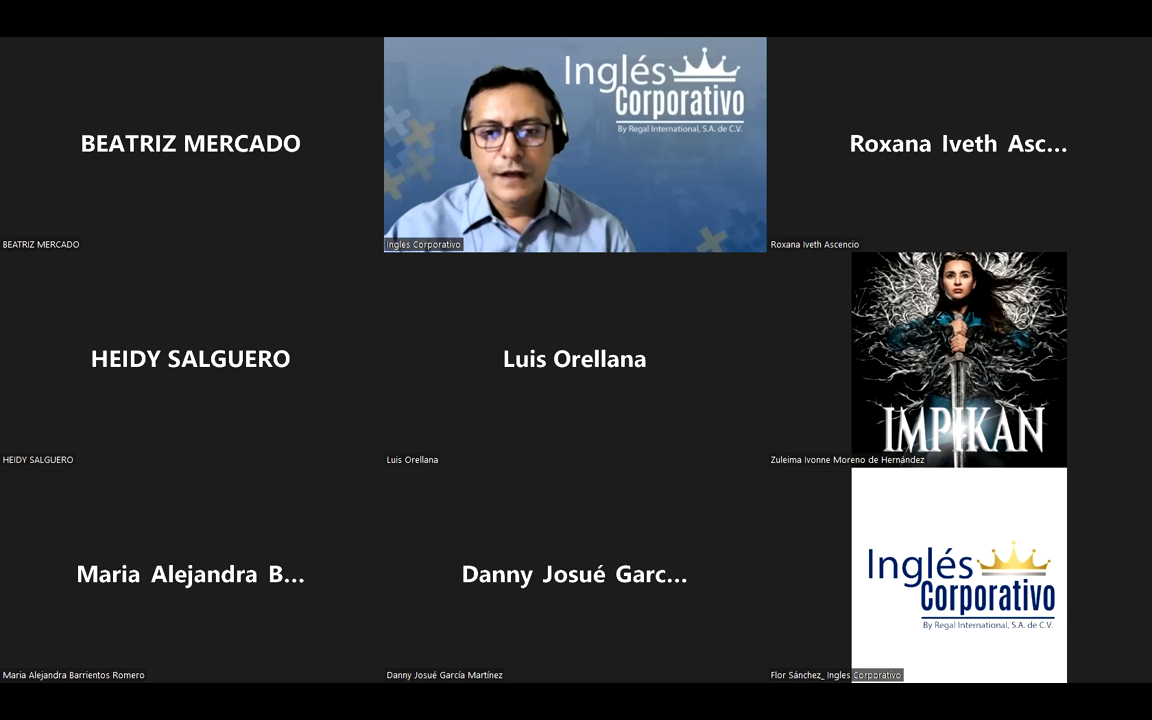 BEATRIZ MERCADO
BEATRIZ MERCADO
Inglés
Corporativo
By Regal International, S.A. de C.V.
Ingles Corporativo
Roxana Iveth Asc...
Roxana Iveth Ascencio
HEIDY SALGUERO
HEIDY SALGUERO
Luis Orellana
Luis Orellana
IMPIKAN
Zuleima Ivonne Moreno de Hernández
Maria Alejandra B...
Maria Alejandra Barrientos Romero
Danny Josué Garc...
Danny Josué García Martínez
Inglés
Corporativo
By Regal International, S.A. de C.V.
Flor Sánchez_ Ingles Corporativo